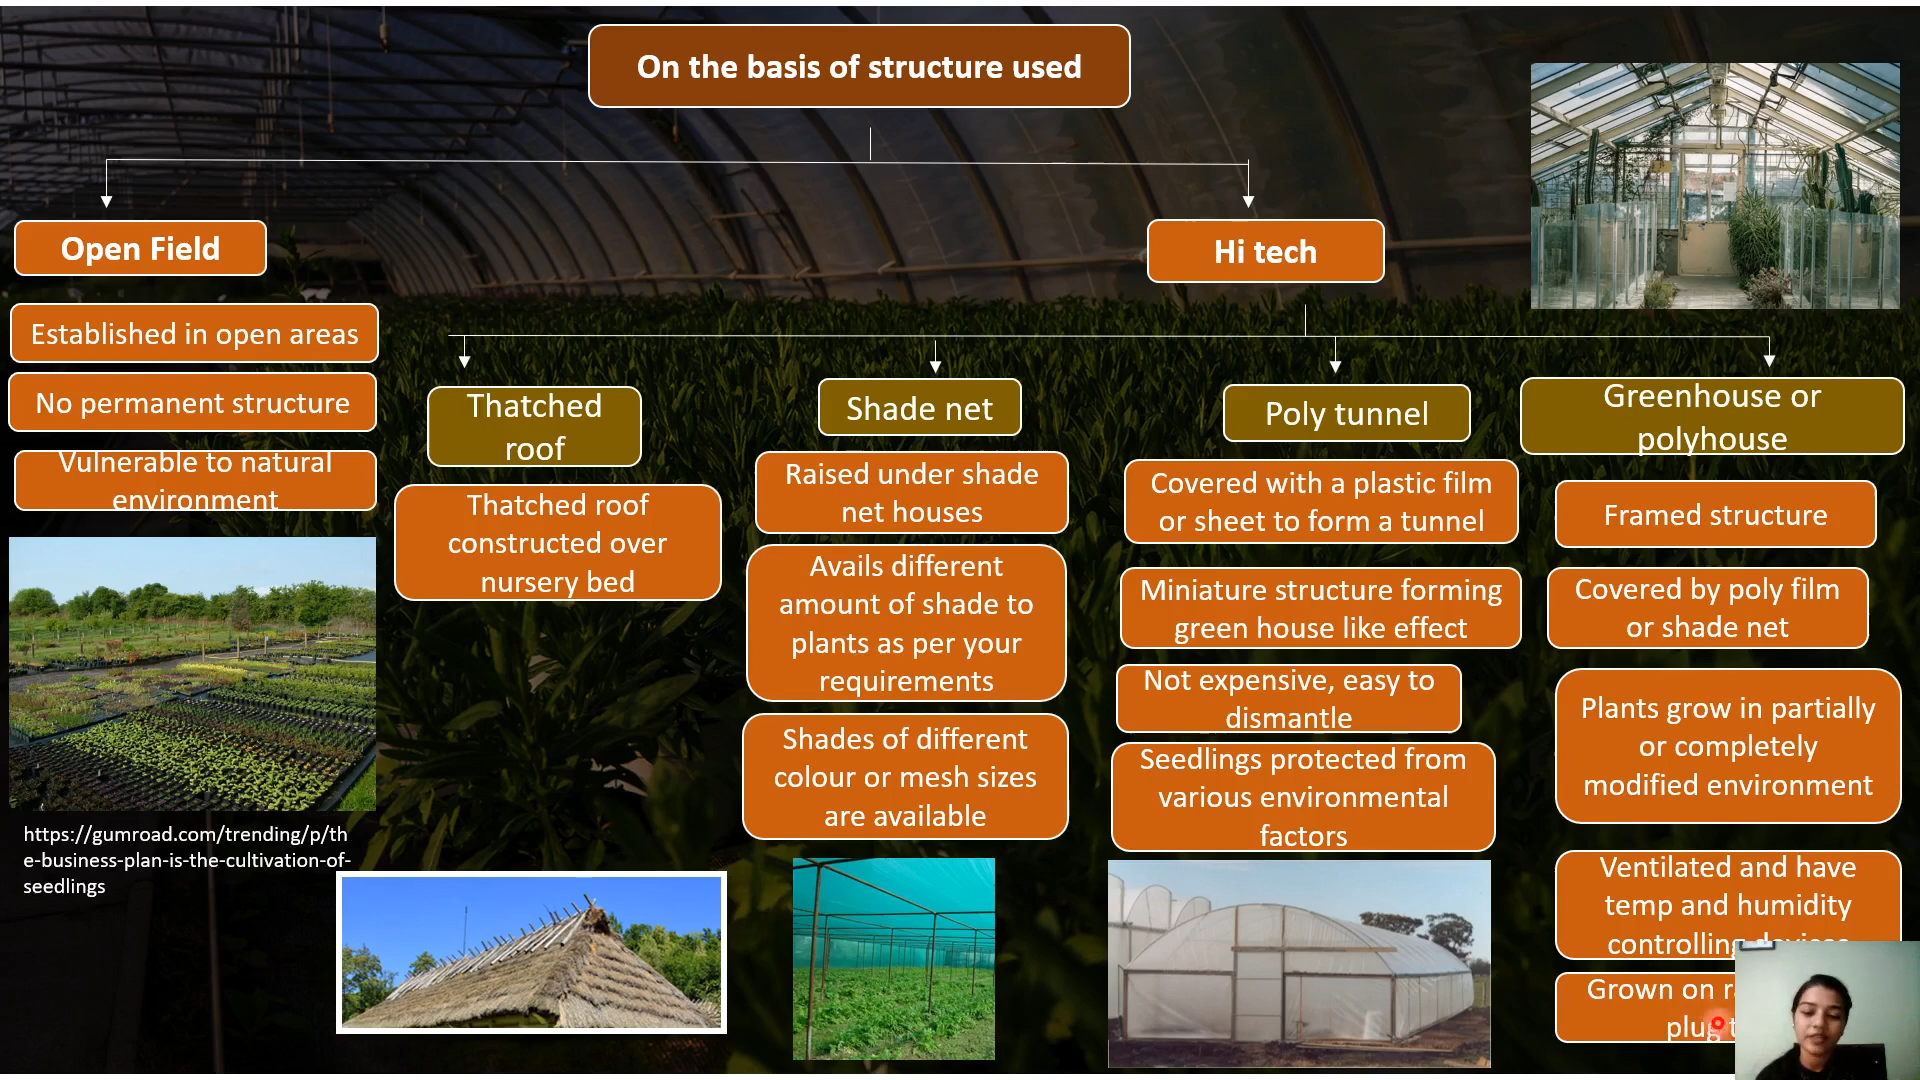 On the basis of structure used
Open Field
Established in open areas
No permanent structure
Vulnerable to natural
environment
https://gumroad.com/trending/p/th
e-business-plan-is-the-cultivation-of-
seedlings
Hi tech
Thatched
roof
Thatched roof
constructed over
nursery bed
Shade net
Raised under shade
net houses
Avails different
amount of shade to
plants as per your
requirements
Shades of different
colour or mesh sizes
are available
Poly tunnel
Covered with a plastic film
or sheet to form a tunnel
Miniature structure forming
green house like effect
Not expensive, easy to
dismantle
Seedlings protected from
various environmental
factors
Greenhouse or
polyhouse
Framed structure
Covered by poly film
or shade net
Plants grow in partially
or completely
modified environment
Ventilated and have
temp and humidity
controlling devices
Grown on
plug